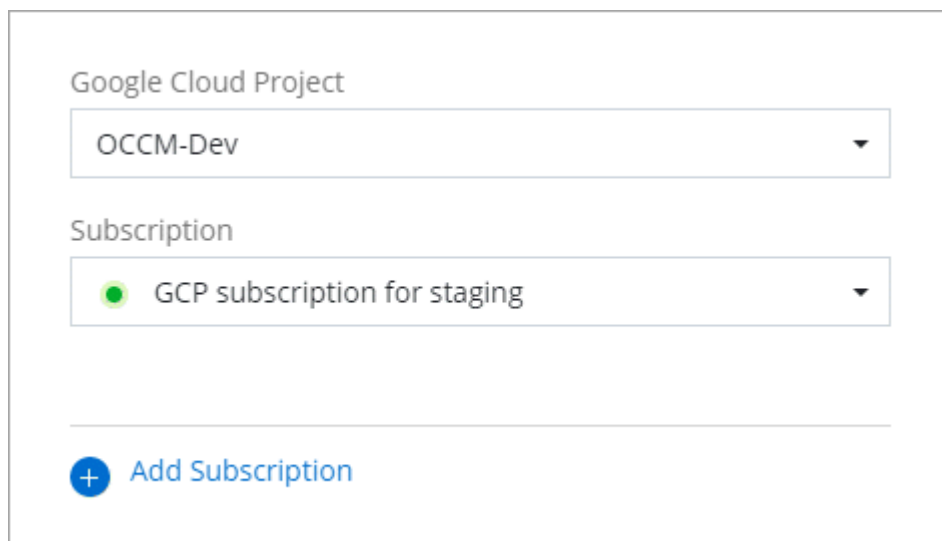 Google Cloud Project
OCCM-Dev
Subscription
GCP subscription for staging
Add Subscription